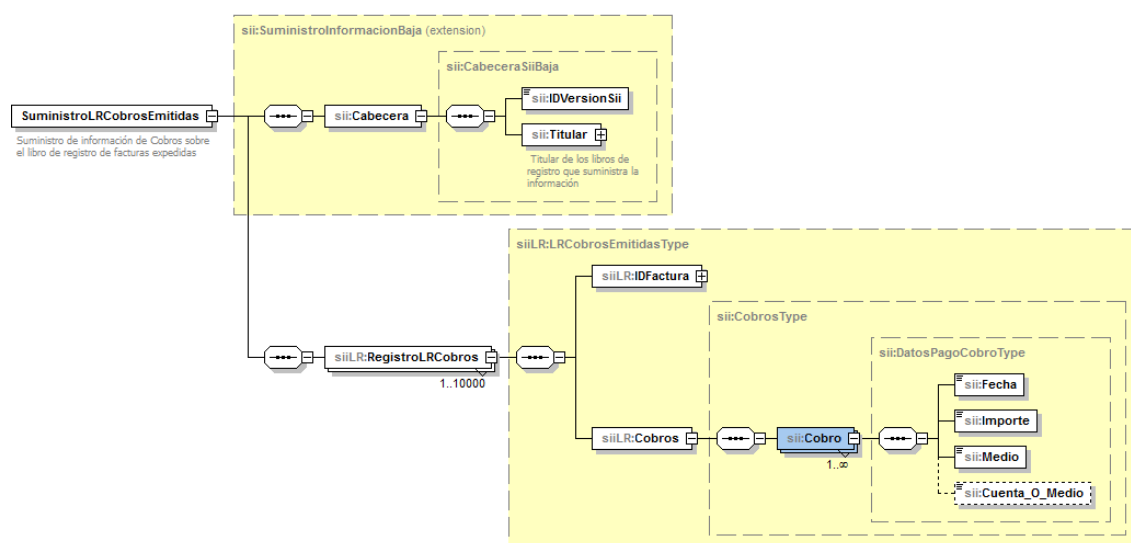 sii:SuministroInformacionBaja (extension)
sii:CabeceraSiiBaja
sii:IDVersionSii
SuministroLRCobrosEmitidas
sii:Cabecera
Suministro de información de Cobros sobre
el libro de registro de facturas expedidas
sii:Titular
Titular de los libros de
registro que suministra la
información
siiLR:LRCobrosEmitidasType
siiLR:IDFactura
sii:CobrosType
sii:DatosPagoCobroType
siiLR:RegistroLRCobros
1..10000
sii:Fecha
sii:Importe
siiLR:Cobros
sii:Cobro
1..∞
sii:Medio
sii:Cuenta_O_Medio